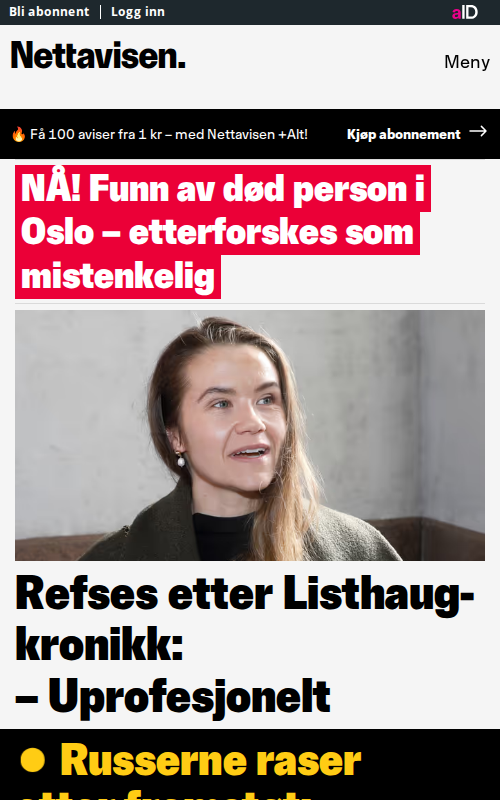 Bli abonnent | Logg inn
aID
Nettavisen.
Meny
🔥 Få 100 aviser fra 1 kr – med Nettavisen +Alt!
Kjøp abonnement →
NÅ! Funn av død person i
Oslo – etterforskes som
mistenkelig
Refses etter Listhaug-
kronikk:
– Uprofesjonelt
● Russerne raser